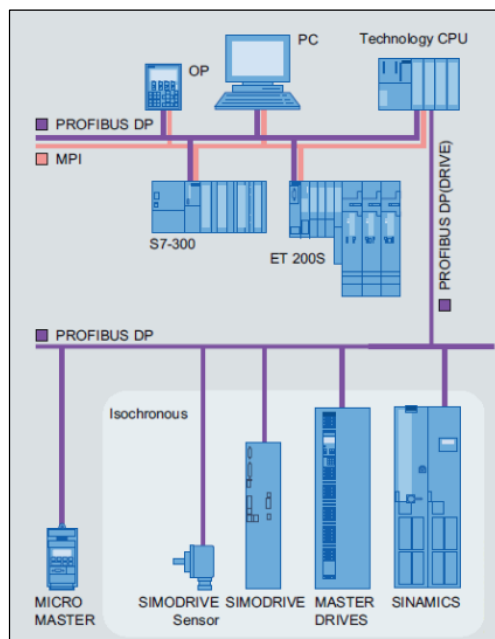 OP
PC
Technology CPU
PROFIBUS DP
MPI
S7-300
ET 200S
PROFIBUS DP(DRIVE)
PROFIBUS DP
Isochronous
MICRO
MASTER
SIMODRIVE
Sensor
SIMODRIVE
MASTER
DRIVES
SINAMICS